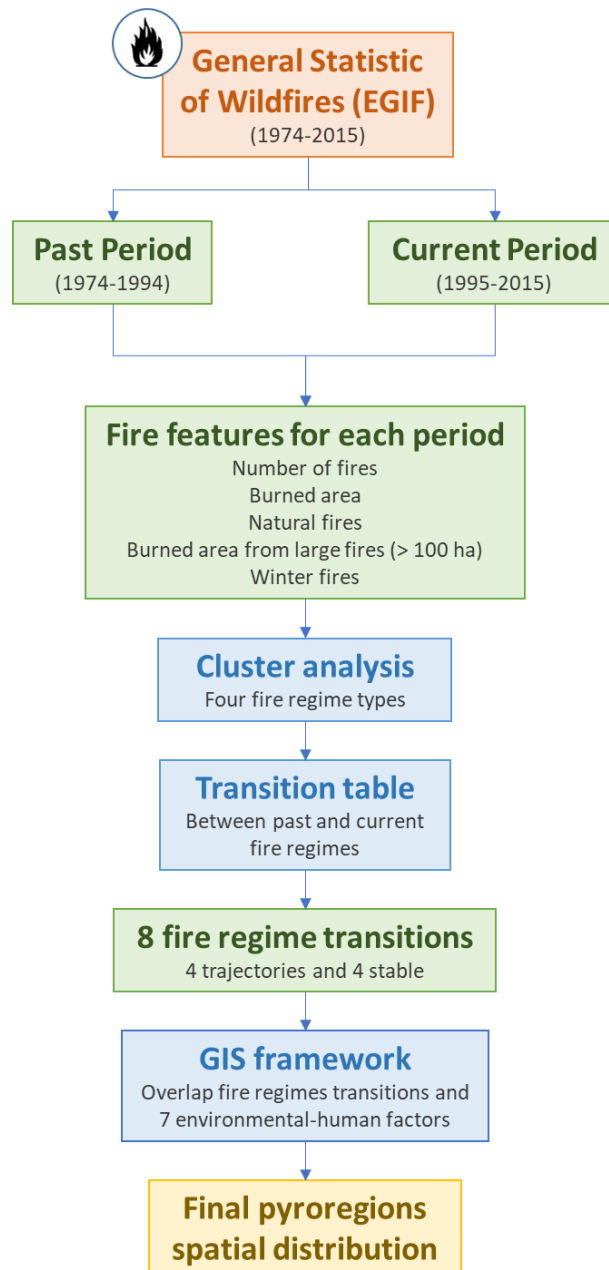 General Statistic
of Wildfires (EGIF)
(1974-2015)
Past Period
(1974-1994)
Current Period
(1995-2015)
Fire features for each period
Number of fires
Burned area
Natural fires
Burned area from large fires (> 100 ha)
Winter fires
Cluster analysis
Four fire regime types
Transition table
Between past and current
fire regimes
8 fire regime transitions
4 trajectories and 4 stable
GIS framework
Overlap fire regimes transitions and
7 environmental-human factors
Final pyroregions
spatial distribution